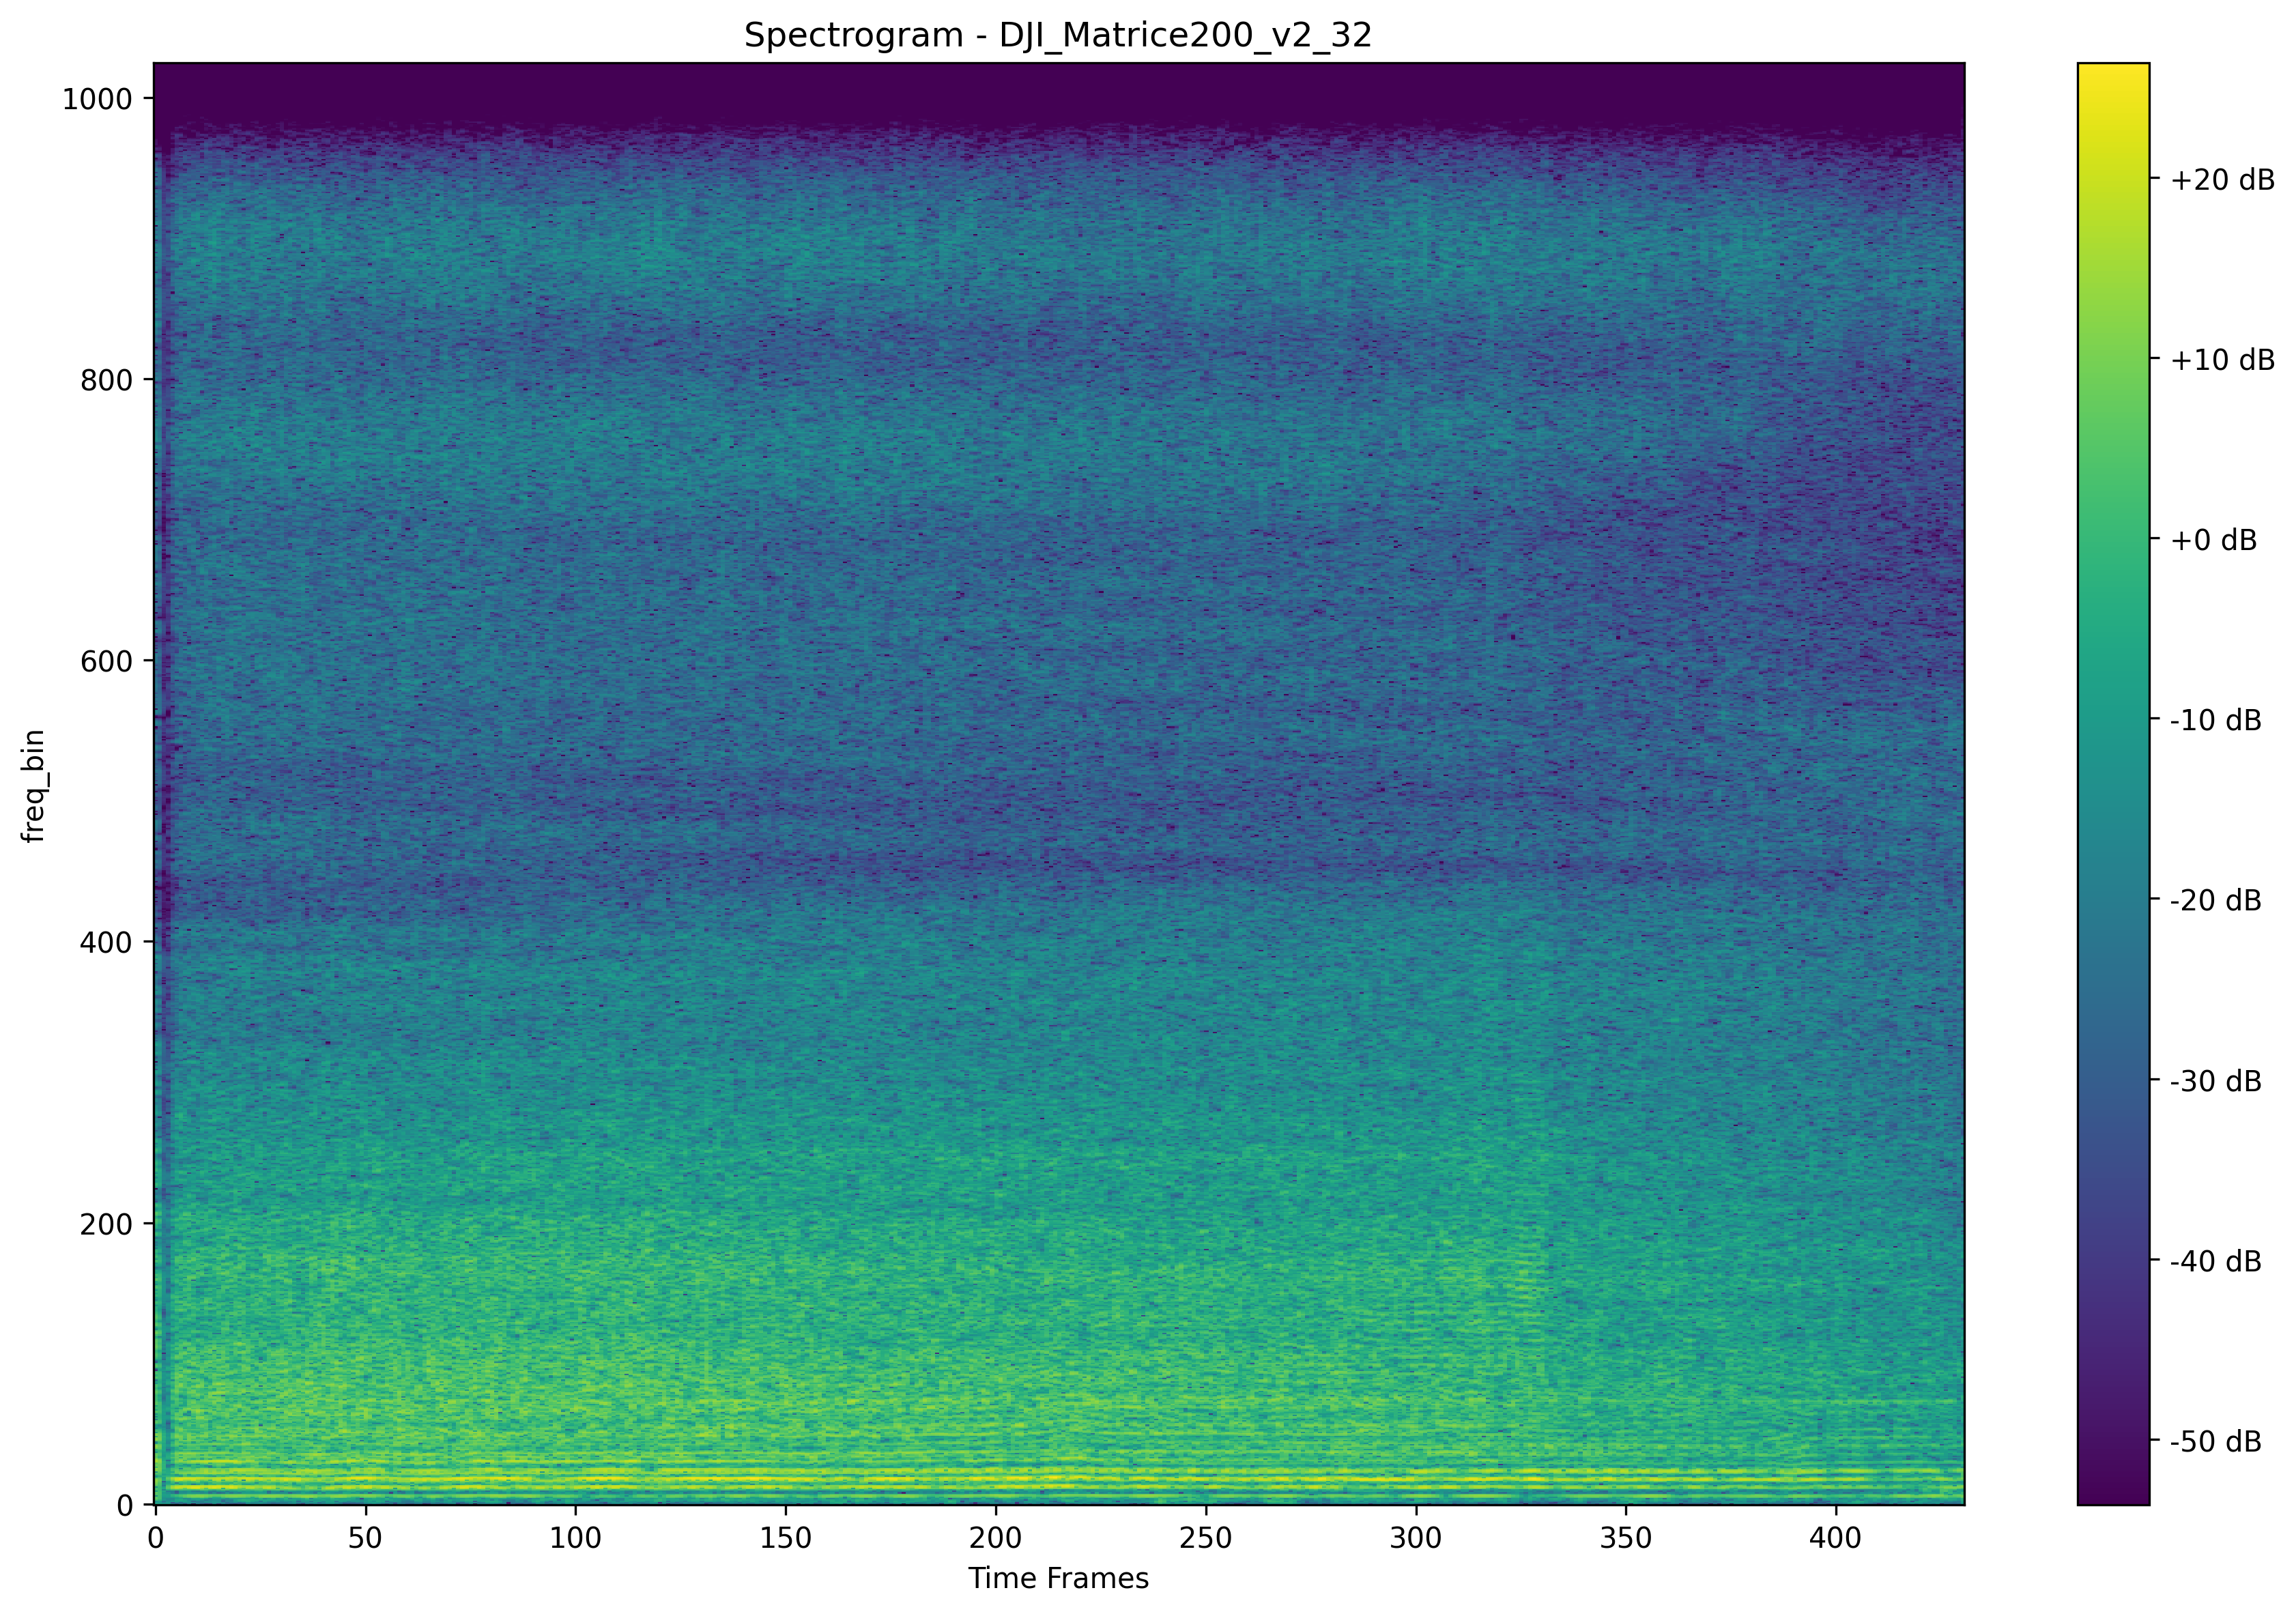 Spectrogram - DJI_Matrice200_v2_32
1000
800
600
400
200
0
freq_bin
0 50 100 150 200 250 300 350 400
Time Frames
+20 dB
+10 dB
+0 dB
-10 dB
-20 dB
-30 dB
-40 dB
-50 dB